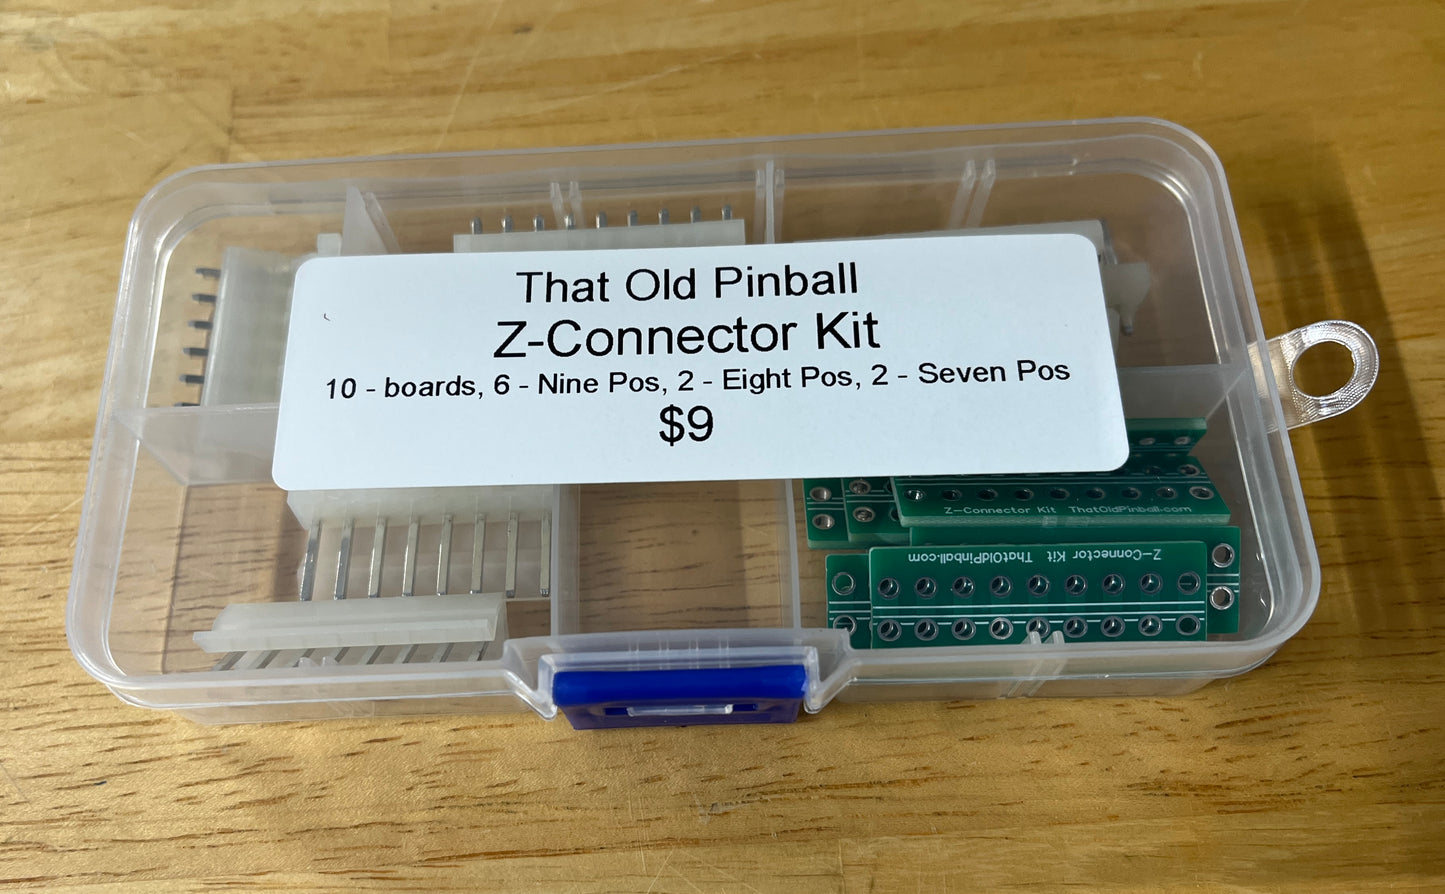 That Old Pinball
Z-Connector Kit
10 - boards, 6 - Nine Pos, 2 - Eight Pos, 2 - Seven Pos
$9
Z-Connector Kit ThatOldPinball.com
Z-Connector Kit ThatOldPinball.com